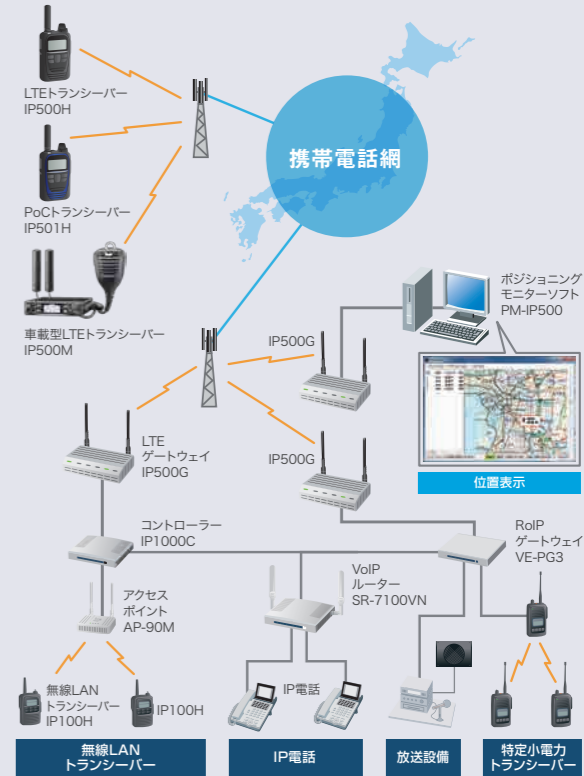 LTEトランシーバー
IP500H
携帯電話網
PoCトランシーバー
IP501H
車載型LTEトランシーバー
IP500M
ポジショニング
モニターソフト
PM-IP500
IP500G
位置表示
LTE
ゲートウェイ
IP500G
IP500G
コントローラー
IP1000C
RoIP
ゲートウェイ
VE-PG3
VoIP
ルーター
SR-7100VN
アクセス
ポイント
AP-90M
無線LAN
トランシーバー
IP100H
IP100H
IP電話
無線LAN
トランシーバー
IP電話
放送設備
特定小電力
トランシーバー